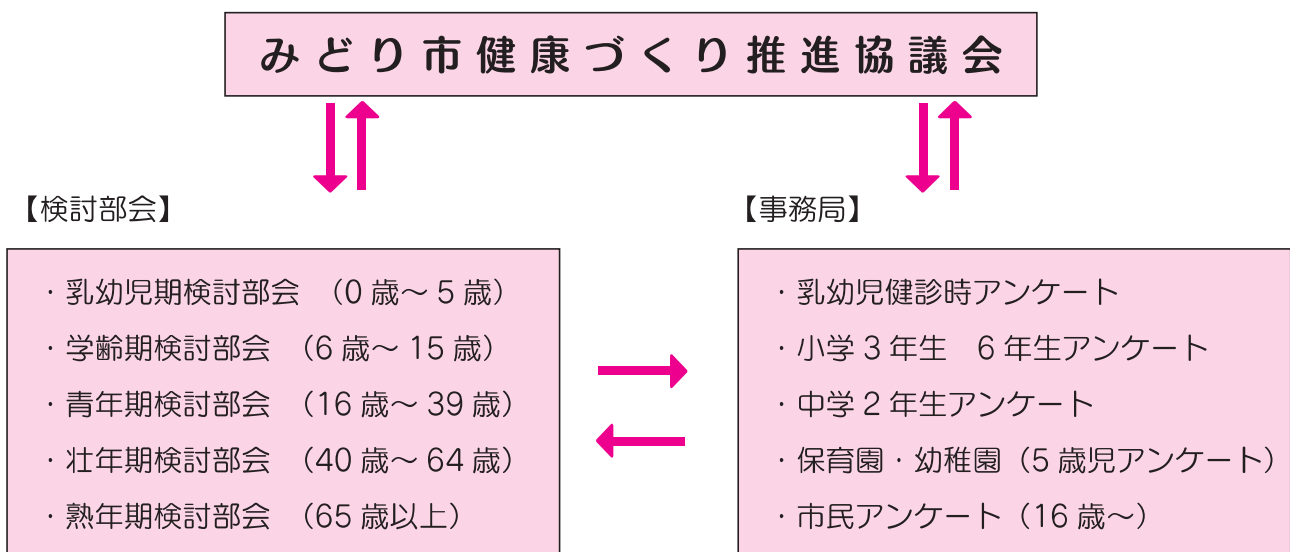 みどり市健康づくり推進協議会
【検討部会】
・乳幼児期検討部会　（0 歳～ 5 歳）
・学齢期検討部会　（6 歳～ 15 歳）
・青年期検討部会　（16 歳～ 39 歳）
・壮年期検討部会　（40 歳～ 64 歳）
・熟年期検討部会　（65 歳以上）
【事務局】
・乳幼児健診時アンケート
・小学 3 年生　6 年生アンケート
・中学 2 年生アンケート
・保育園・幼稚園（5 歳児アンケート）
・市民アンケート（16 歳～）